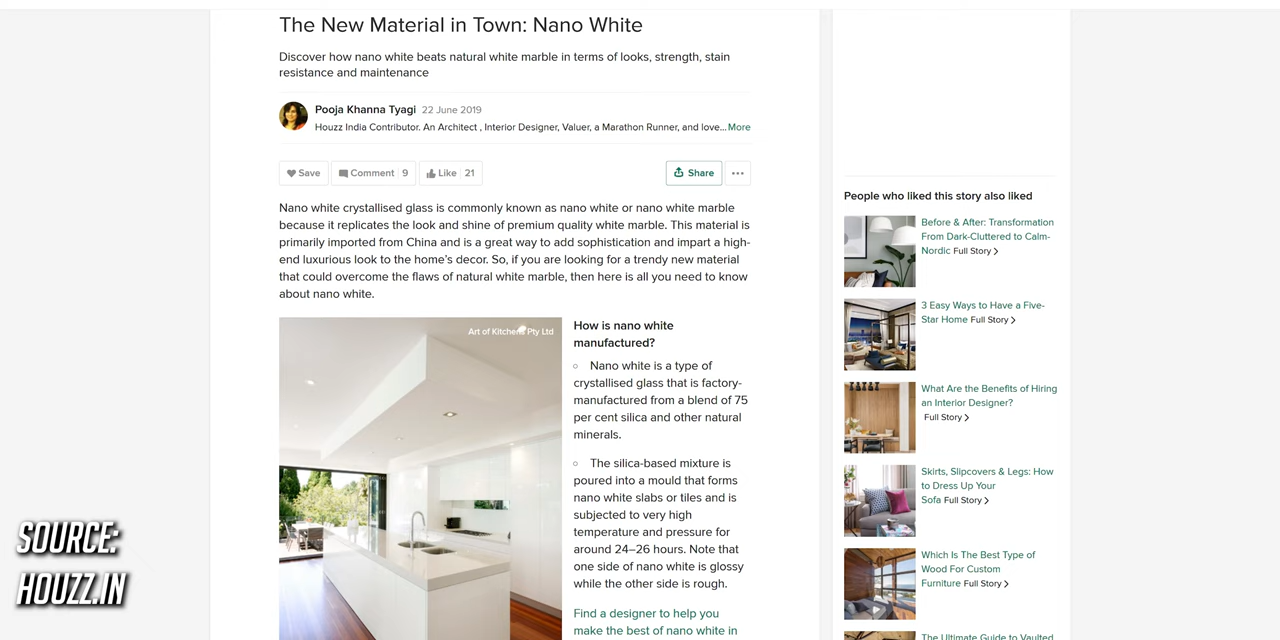 The New Material in Town: Nano White
Discover how nano white beats natural white marble in terms of looks, strength, stain
resistance and maintenance
Pooja Khanna Tyagi 22 June 2019
Houzz India Contributor. An Architect , Interior Designer, Valuer, a Marathon Runner, and love... More
Save
Comment 9
Like 21
Share
Nano white crystallised glass is commonly known as nano white or nano white marble
because it replicates the look and shine of premium quality white marble. This material is
primarily imported from China and is a great way to add sophistication and impart a high-
end luxurious look to the home's decor. So, if you are looking for a trendy new material
that could overcome the flaws of natural white marble, then here is all you need to know
about nano white.
Art of Kitchens Pty Ltd
How is nano white
manufactured?
Nano white is a type of
crystallised glass that is factory-
manufactured from a blend of 75
per cent silica and other natural
minerals.
The silica-based mixture is
poured into a mould that forms
nano white slabs or tiles and is
subjected to very high
temperature and pressure for
around 24–26 hours. Note that
one side of nano white is glossy
while the other side is rough.
Find a designer to help you
make the best of nano white in
People who liked this story also liked
Before & After: Transformation
From Dark-Cluttered to Calm-
Nordic Full Story
3 Easy Ways to Have a Five-
Star Home Full Story
What Are the Benefits of Hiring
an Interior Designer?
Full Story
Skirts, Slipcovers & Legs: How
to Dress Up Your
Sofa Full Story
Which Is The Best Type of
Wood For Custom
Furniture Full Story
The Ultimate Guide to Vaulted
SOURCE:
HOUZZ.IN